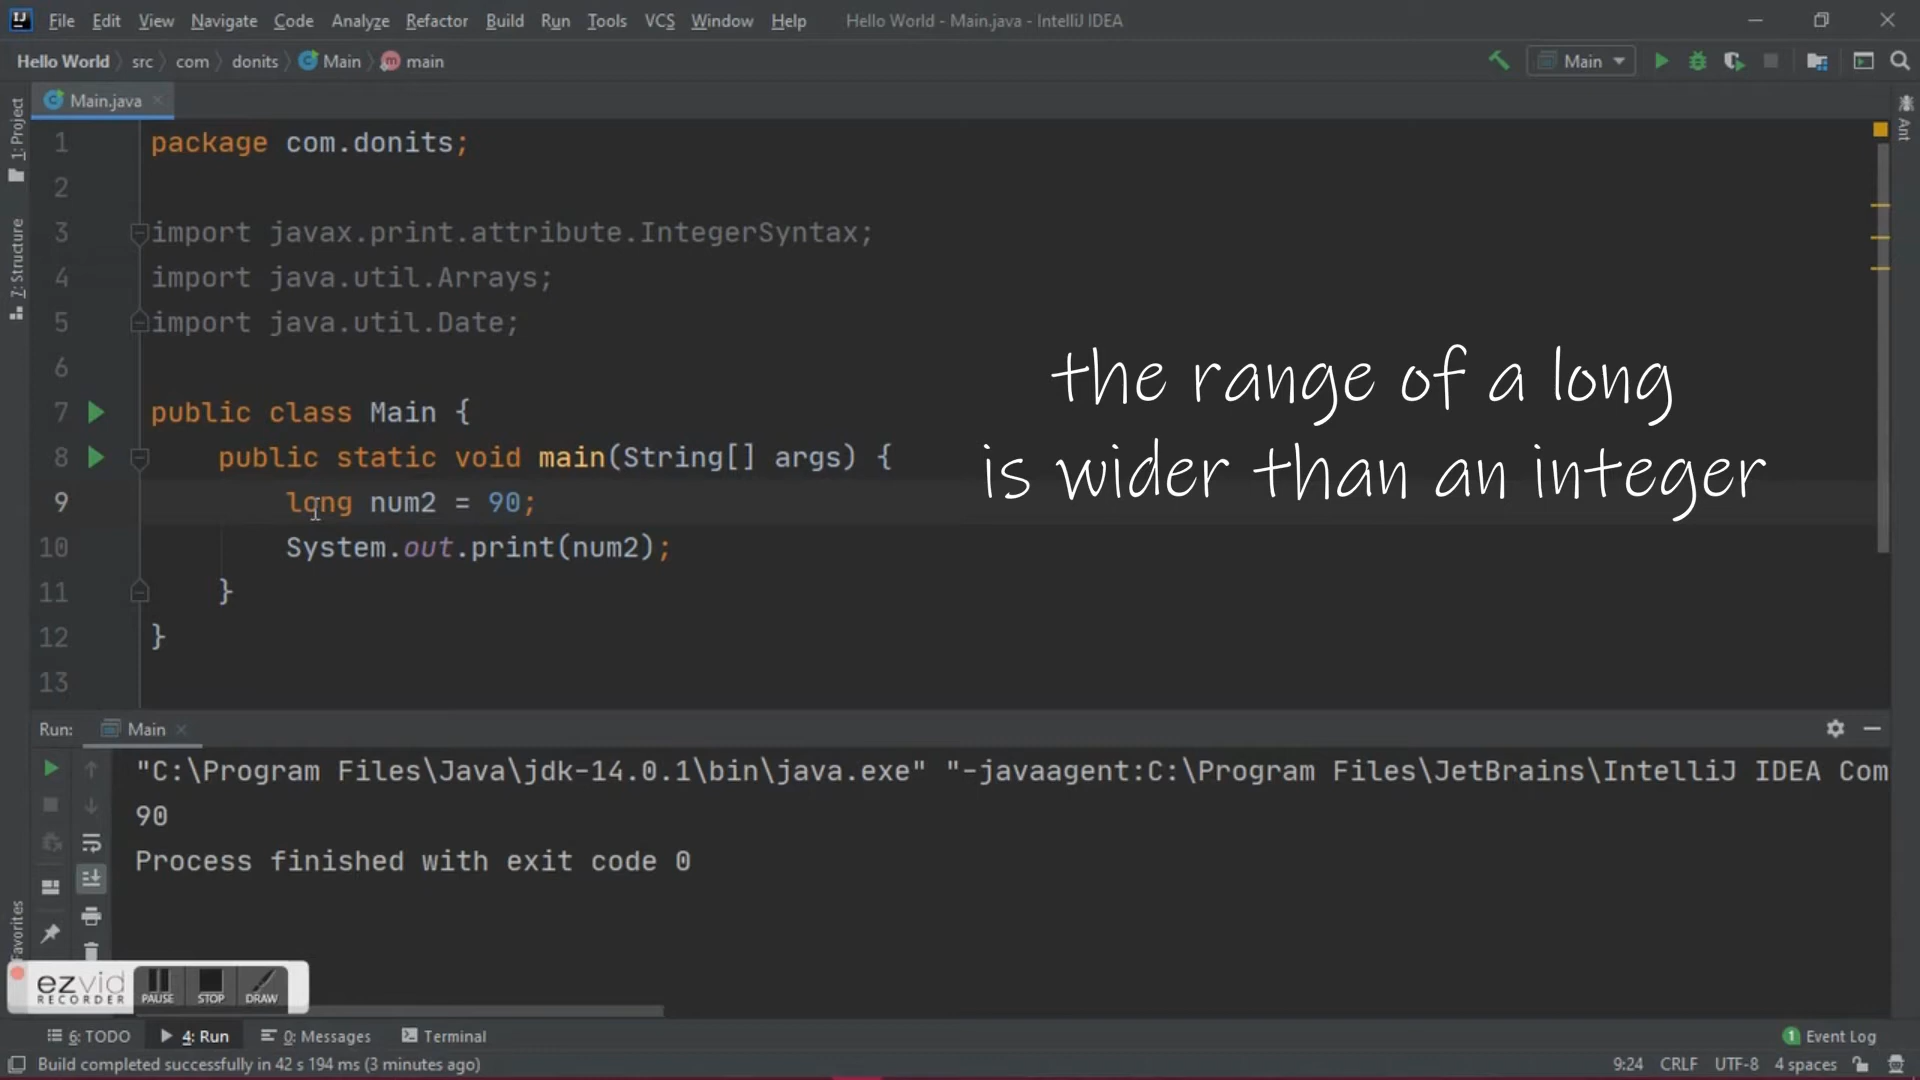 File Edit View Navigate Code Analyze Refactor Build Run Tools VCS Window Help Hello World - Main.java - IntelliJ IDEA
Hello World src com donits Main main Main
Main.java
1: Project
7: Structure
Favorites
Ant
1 package com.donits;
2
3 import javax.print.attribute.IntegerSyntax;
4 import java.util.Arrays;
5 import java.util.Date;
6
7 public class Main {
8 public static void main(String[] args) {
9 long num2 = 90;
10 System.out.print(num2);
11 }
12 }
13
the range of a long
is wider than an integer
Run: Main
"C:\Program Files\Java\jdk-14.0.1\bin\java.exe" "-javaagent:C:\Program Files\JetBrains\IntelliJ IDEA Com
90
Process finished with exit code 0
ezvid
RECORDER
PAUSE STOP DRAW
6: TODO 4: Run 0: Messages Terminal 1 Event Log
Build completed successfully in 42 s 194 ms (3 minutes ago) 9:24 CRLF UTF-8 4 spaces